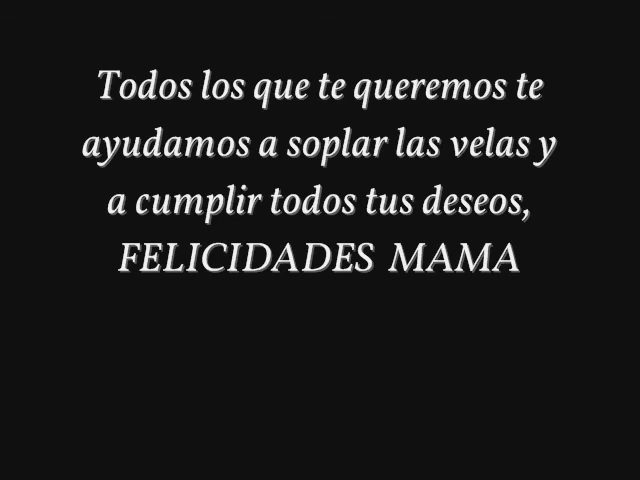 Todos los que te queremos te
ayudamos a soplar las velas y
a cumplir todos tus deseos,
FELICIDADES MAMA